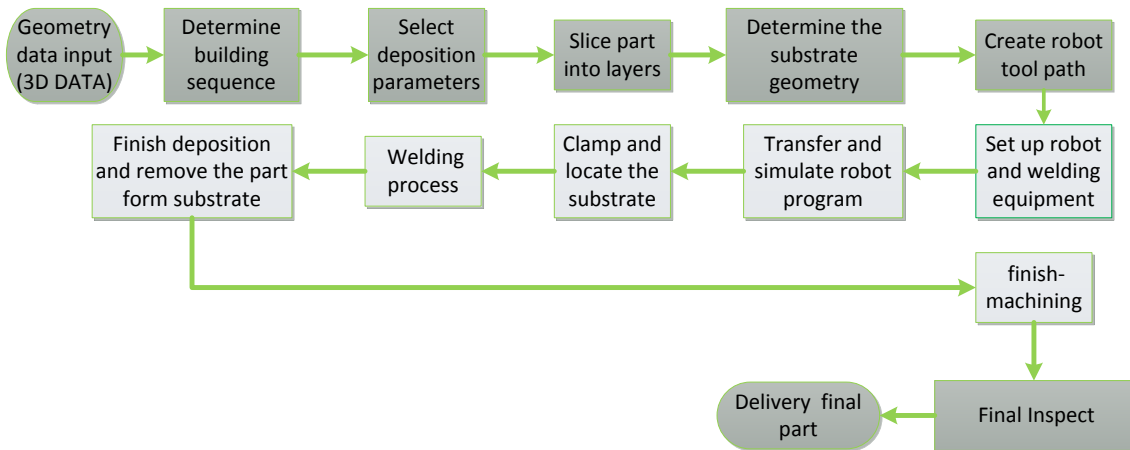 Geometry
data input
(3D DATA)
Determine
building
sequence
Select
deposition
parameters
Slice part
into layers
Determine the
substrate
geometry
Create robot
tool path
Finish deposition
and remove the part
form substrate
Welding
process
Clamp and
locate the
substrate
Transfer and
simulate robot
program
Set up robot
and welding
equipment
finish-
machining
Delivery final
part
Final Inspect